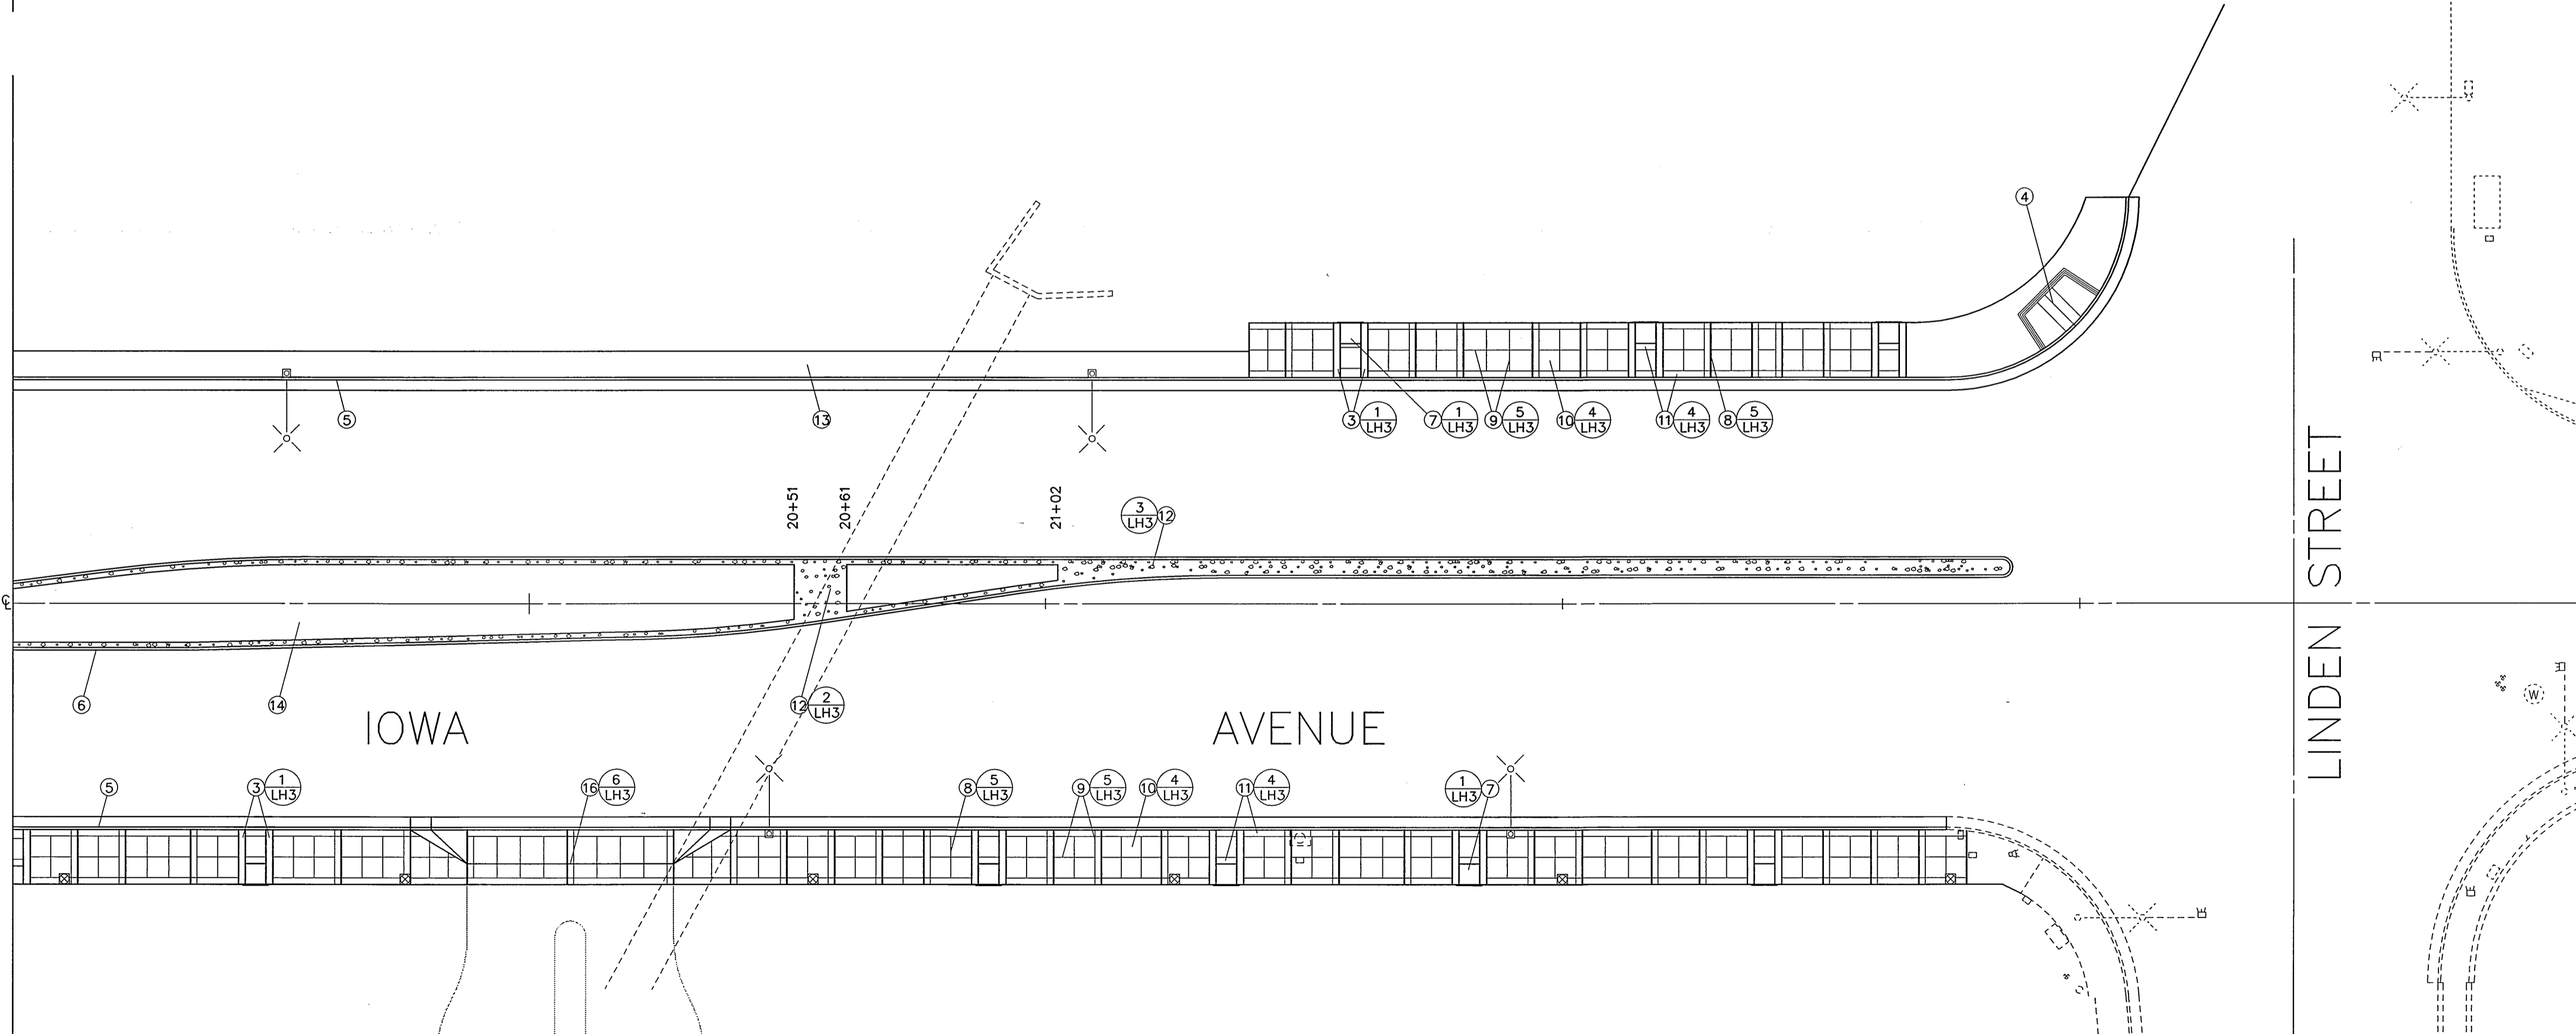 4
5
13
3 1 LH3
7 1 LH3
9 5 LH3
10 4 LH3
11 4 LH3
8 5 LH3
20+51
20+61
21+02
3 LH3 12
LINDEN STREET
℄
6
14
12 2 LH3
W
IOWA AVENUE
5
3 1 LH3
16 6 LH3
8 5 LH3
9 5 LH3
10 4 LH3
11 4 LH3
1 LH3 7